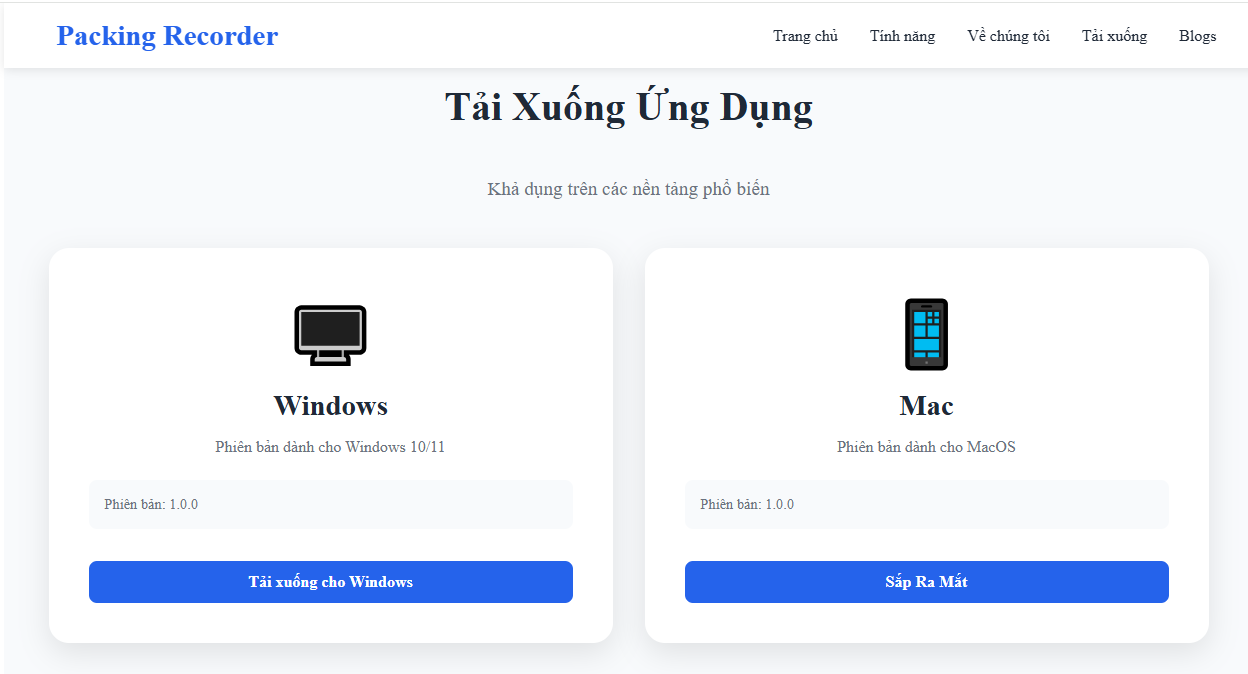 Packing Recorder
Trang chủ Tính năng Về chúng tôi Tải xuống Blogs
Tải Xuống Ứng Dụng
Khả dụng trên các nền tảng phổ biến
Windows
Phiên bản dành cho Windows 10/11
Phiên bản: 1.0.0
Tải xuống cho Windows
Mac
Phiên bản dành cho MacOS
Phiên bản: 1.0.0
Sắp Ra Mắt